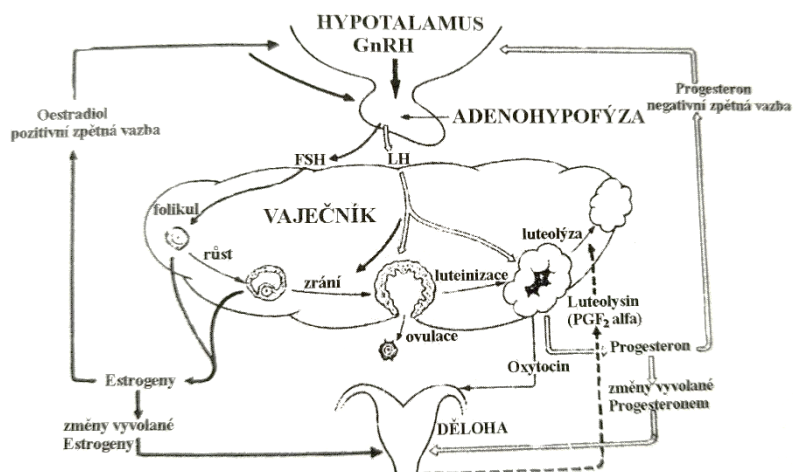 HYPOTALAMUS
GnRH
Oestradiol
pozitivní zpětná vazba
Progesteron
negativní zpětná vazba
ADENOHYPOFÝZA
FSH
LH
folikul
VAJEČNÍK
růst
zrání
luteinizace
luteolýza
ovulace
Luteolysin
(PGF₂ alfa)
Oxytocin
Progesteron
Estrogeny
změny vyvolané
Progesteronem
změny vyvolané
Estrogeny
DĚLOHA